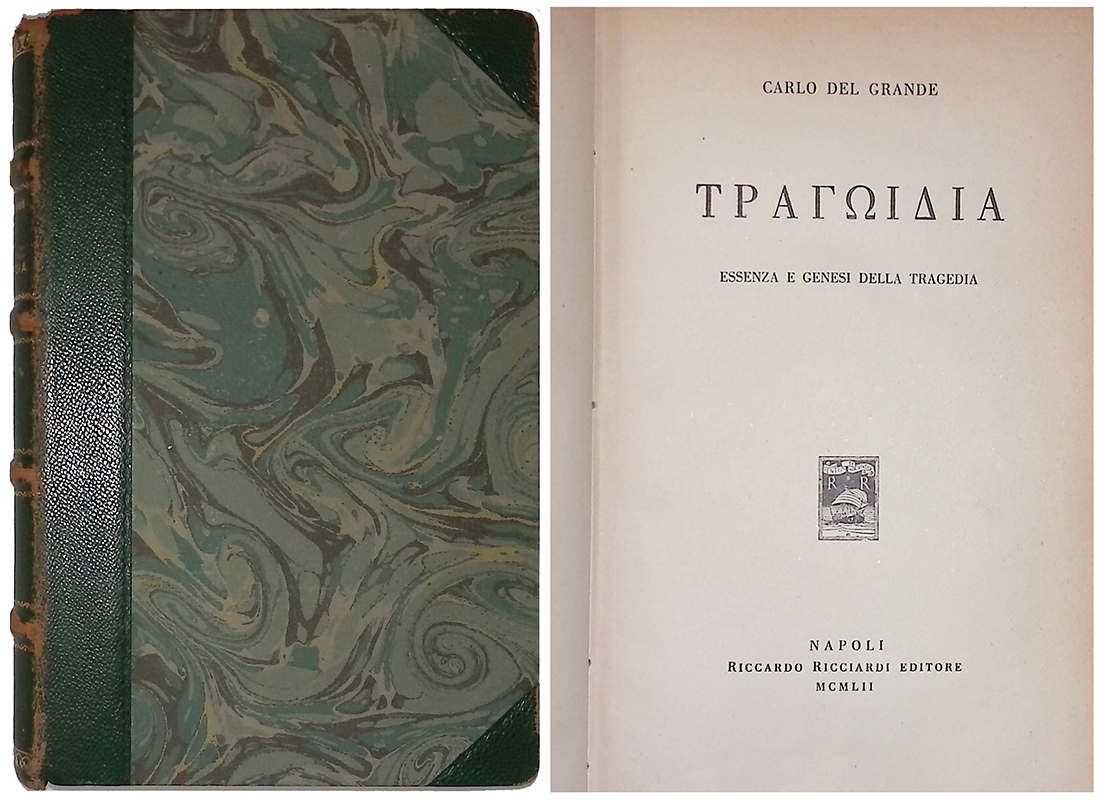 CARLO DEL GRANDE
ΤΡΑΓΩΙΔΙΑ
ESSENZA E GENESI DELLA TRAGEDIA
R R
NAPOLI
RICCARDO RICCIARDI EDITORE
MCMLII